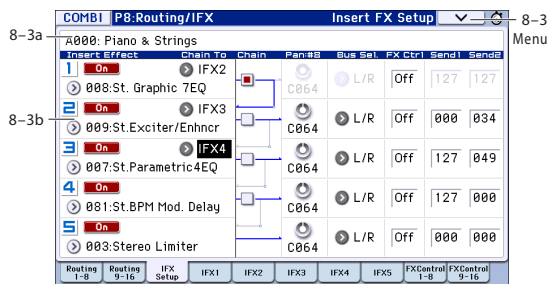 COMBI P8:Routing/IFX Insert FX Setup
8–3
Menu
8–3a
A000: Piano & Strings
Insert Effect Chain To Chain Pan:#8 Bus Sel. FX Ctrl Send1 Send2
1 On IFX2 C064 L/R Off 127 127
008:St. Graphic 7EQ
8–3b
2 On IFX3 C064 L/R Off 000 034
009:St.Exciter/Enhncr
3 On IFX4 C064 L/R Off 127 049
007:St.Parametric4EQ
4 On C064 L/R Off 127 000
081:St.BPM Mod. Delay
5 On C064 L/R Off 000 000
003:Stereo Limiter
Routing 1-8 Routing 9-16 IFX Setup IFX1 IFX2 IFX3 IFX4 IFX5 FXControl 1-8 FXControl 9-16